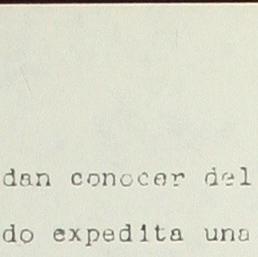 dan conocer del
do expedita una